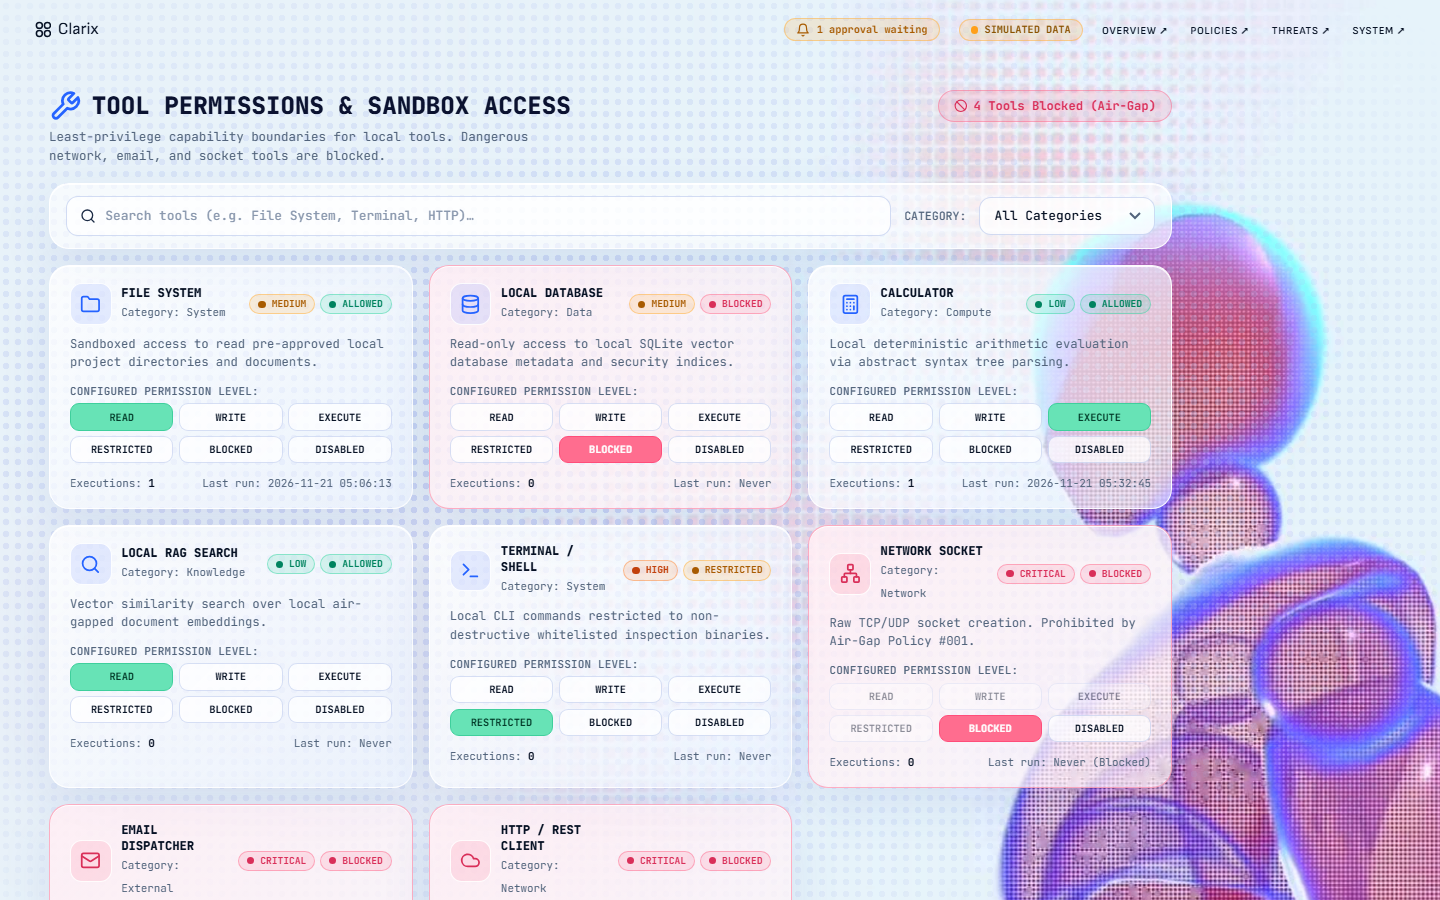 Clarix
1 approval waiting
SIMULATED DATA
OVERVIEW ↗
POLICIES ↗
THREATS ↗
SYSTEM ↗
TOOL PERMISSIONS & SANDBOX ACCESS
4 Tools Blocked (Air-Gap)
Least-privilege capability boundaries for local tools. Dangerous
network, email, and socket tools are blocked.
Search tools (e.g. File System, Terminal, HTTP)…
CATEGORY:
All Categories
FILE SYSTEM
Category: System
MEDIUM
ALLOWED
Sandboxed access to read pre-approved local
project directories and documents.
CONFIGURED PERMISSION LEVEL:
READ WRITE EXECUTE
RESTRICTED BLOCKED DISABLED
Executions: 1 Last run: 2026-11-21 05:06:13
LOCAL DATABASE
Category: Data
MEDIUM
BLOCKED
Read-only access to local SQLite vector
database metadata and security indices.
CONFIGURED PERMISSION LEVEL:
READ WRITE EXECUTE
RESTRICTED BLOCKED DISABLED
Executions: 0 Last run: Never
CALCULATOR
Category: Compute
LOW
ALLOWED
Local deterministic arithmetic evaluation
via abstract syntax tree parsing.
CONFIGURED PERMISSION LEVEL:
READ WRITE EXECUTE
RESTRICTED BLOCKED DISABLED
Executions: 1 Last run: 2026-11-21 05:32:45
LOCAL RAG SEARCH
Category: Knowledge
LOW
ALLOWED
Vector similarity search over local air-
gapped document embeddings.
CONFIGURED PERMISSION LEVEL:
READ WRITE EXECUTE
RESTRICTED BLOCKED DISABLED
Executions: 0 Last run: Never
TERMINAL /
SHELL
Category: System
HIGH
RESTRICTED
Local CLI commands restricted to non-
destructive whitelisted inspection binaries.
CONFIGURED PERMISSION LEVEL:
READ WRITE EXECUTE
RESTRICTED BLOCKED DISABLED
Executions: 0 Last run: Never
NETWORK SOCKET
Category:
Network
CRITICAL
BLOCKED
Raw TCP/UDP socket creation. Prohibited by
Air-Gap Policy #001.
CONFIGURED PERMISSION LEVEL:
READ WRITE EXECUTE
RESTRICTED BLOCKED DISABLED
Executions: 0 Last run: Never (Blocked)
EMAIL
DISPATCHER
Category:
External
CRITICAL
BLOCKED
HTTP / REST
CLIENT
Category:
Network
CRITICAL
BLOCKED